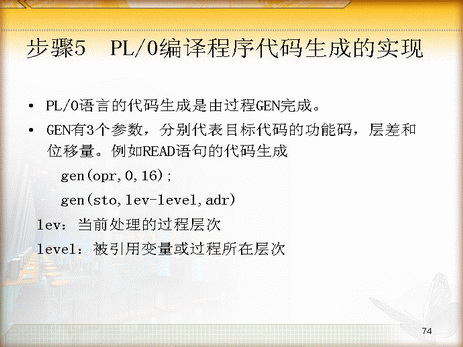 步骤5 PL/0编译程序代码生成的实现
• PL/0语言的代码生成是由过程GEN完成。
• GEN有3个参数，分别代表目标代码的功能码，层差和
位移量。例如READ语句的代码生成
gen(opr,0,16);
gen(sto,lev-level,adr)
lev：当前处理的过程层次
level：被引用变量或过程所在层次
74